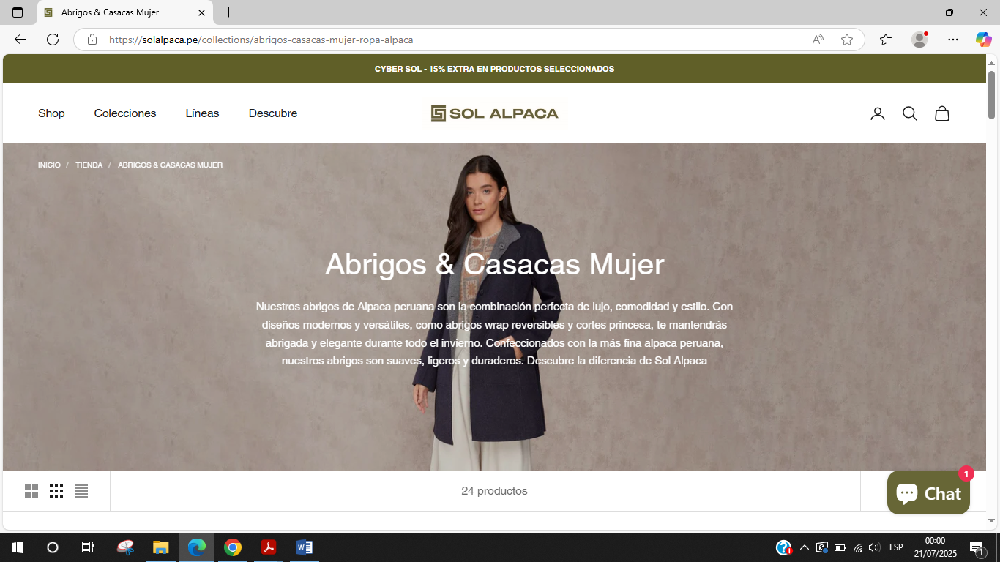 Abrigos & Casacas Mujer
https://solalpaca.pe/collections/abrigos-casacas-mujer-ropa-alpaca
CYBER SOL - 15% EXTRA EN PRODUCTOS SELECCIONADOS
Shop
Colecciones
Líneas
Descubre
SOL ALPACA
INICIO / TIENDA / ABRIGOS & CASACAS MUJER
Abrigos & Casacas Mujer
Nuestros abrigos de Alpaca peruana son la combinación perfecta de lujo, comodidad y estilo. Con
diseños modernos y versátiles, como abrigos wrap reversibles y cortes princesa, te mantendrás
abrigada y elegante durante todo el invierno. Confeccionados con la más fina alpaca peruana,
nuestros abrigos son suaves, ligeros y duraderos. Descubre la diferencia de Sol Alpaca
24 productos
1
Chat
ESP
00:00
21/07/2025
1